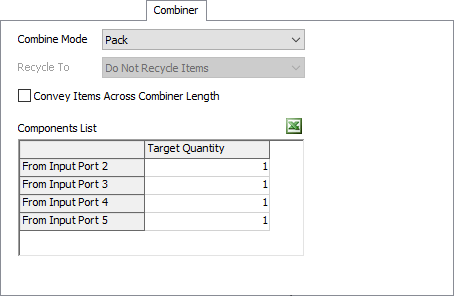 Combiner
Combine Mode Pack
Recycle To Do Not Recycle Items
Convey Items Across Combiner Length
Components List
Target Quantity
From Input Port 2 1
From Input Port 3 1
From Input Port 4 1
From Input Port 5 1